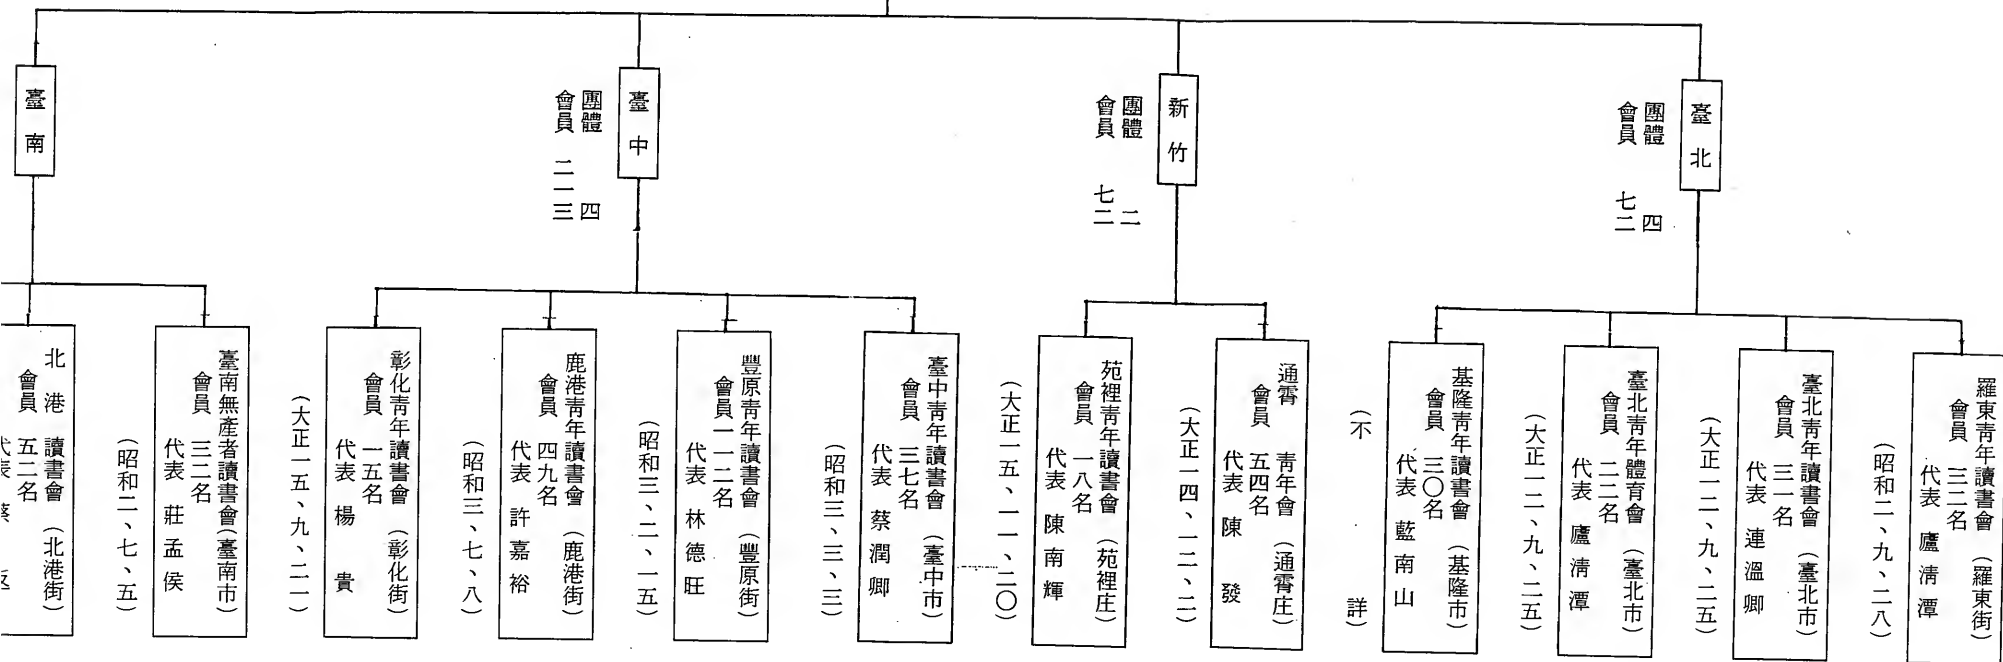 臺北
團體 四
會員 七二
羅東青年讀書會（羅東街）
會員 三二名
代表 廬淸潭
（昭和二、九、二八）
臺北青年讀書會（臺北市）
會員 三一名
代表 連溫卿
（大正一二、九、二五）
臺北青年體育會（臺北市）
會員 二二名
代表 廬淸潭
（大正一二、九、二五）
基隆青年讀書會（基隆市）
會員 三〇名
代表 藍南山
（不詳）
新竹
團體 二
會員 七二
通霄 青年會（通霄庄）
會員 五四名
代表 陳發
（大正一四、一二、二）
苑裡青年讀書會（苑裡庄）
會員 一八名
代表 陳南輝
（大正一五、一一、二〇）
臺中
團體 四
會員 二一三
臺中青年讀書會（臺中市）
會員 三七名
代表 蔡潤卿
（昭和三、三、三）
豐原青年讀書會（豐原街）
會員一一二名
代表 林德旺
（昭和三、二、一五）
鹿港青年讀書會（鹿港街）
會員 四九名
代表 許嘉裕
（昭和三、七、八）
彰化青年讀書會（彰化街）
會員 一五名
代表 楊貴
（大正一五、九、二一）
臺南
臺南無產者讀書會（臺南市）
會員 三二名
代表 莊孟侯
（昭和二、七、五）
北港 讀書會（北港街）
會員 五二名
代表 蔡